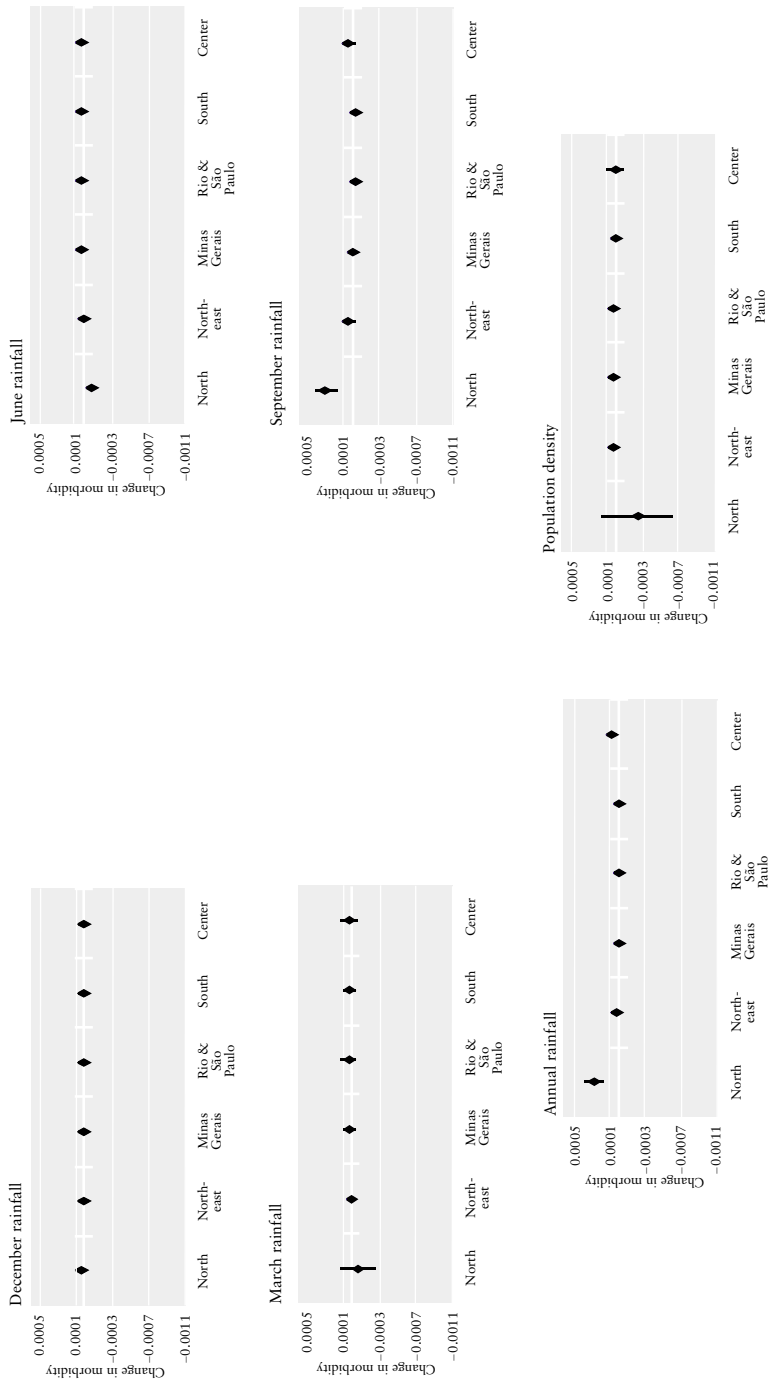 December rainfall
0.0005
0.0001
–0.0003
–0.0007
–0.0011
Change in morbidity
North
North-
east
Minas
Gerais
Rio &
São
Paulo
South
Center
June rainfall
0.0005
0.0001
–0.0003
–0.0007
–0.0011
Change in morbidity
North
North-
east
Minas
Gerais
Rio &
São
Paulo
South
Center
March rainfall
0.0005
0.0001
–0.0003
–0.0007
–0.0011
Change in morbidity
North
North-
east
Minas
Gerais
Rio &
São
Paulo
South
Center
September rainfall
0.0005
0.0001
–0.0003
–0.0007
–0.0011
Change in morbidity
North
North-
east
Minas
Gerais
Rio &
São
Paulo
South
Center
Annual rainfall
0.0005
0.0001
–0.0003
–0.0007
–0.0011
Change in morbidity
North
North-
east
Minas
Gerais
Rio &
São
Paulo
South
Center
Population density
0.0005
0.0001
–0.0003
–0.0007
–0.0011
Change in morbidity
North
North-
east
Minas
Gerais
Rio &
São
Paulo
South
Center